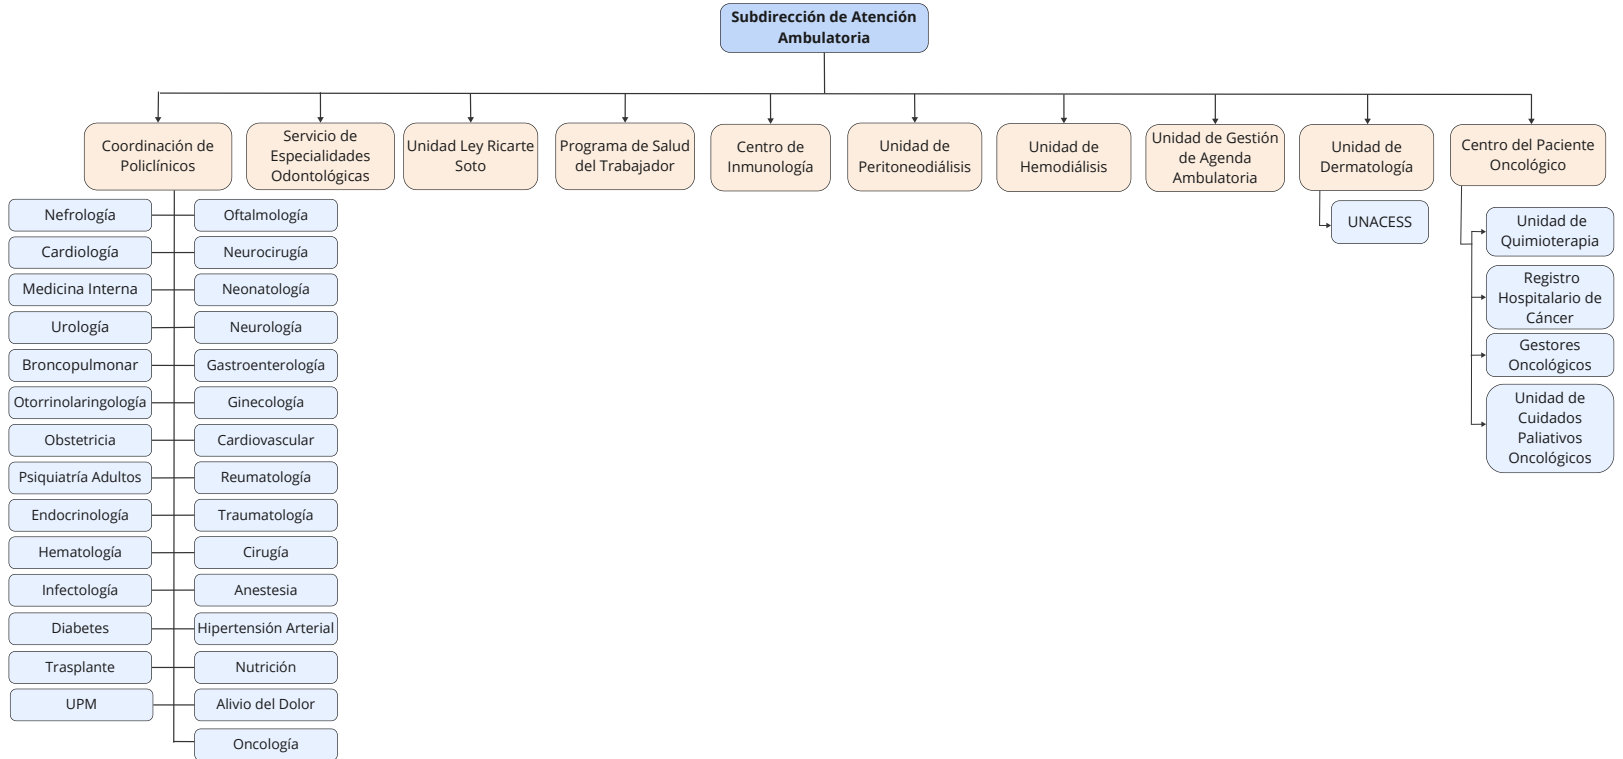 Subdirección de Atención
Ambulatoria
Coordinación de
Policlínicos
Servicio de
Especialidades
Odontológicas
Unidad Ley Ricarte
Soto
Programa de Salud
del Trabajador
Centro de
Inmunología
Unidad de
Peritoneodiálisis
Unidad de
Hemodiálisis
Unidad de Gestión
de Agenda
Ambulatoria
Unidad de
Dermatología
Centro del Paciente
Oncológico
Nefrología
Oftalmología
Cardiología
Neurocirugía
Medicina Interna
Neonatología
Urología
Neurología
Broncopulmonar
Gastroenterología
Otorrinolaringología
Ginecología
Obstetricia
Cardiovascular
Psiquiatría Adultos
Reumatología
Endocrinología
Traumatología
Hematología
Cirugía
Infectología
Anestesia
Diabetes
Hipertensión Arterial
Trasplante
Nutrición
UPM
Alivio del Dolor
Oncología
UNACESS
Unidad de
Quimioterapia
Registro
Hospitalario de
Cáncer
Gestores
Oncológicos
Unidad de
Cuidados
Paliativos
Oncológicos